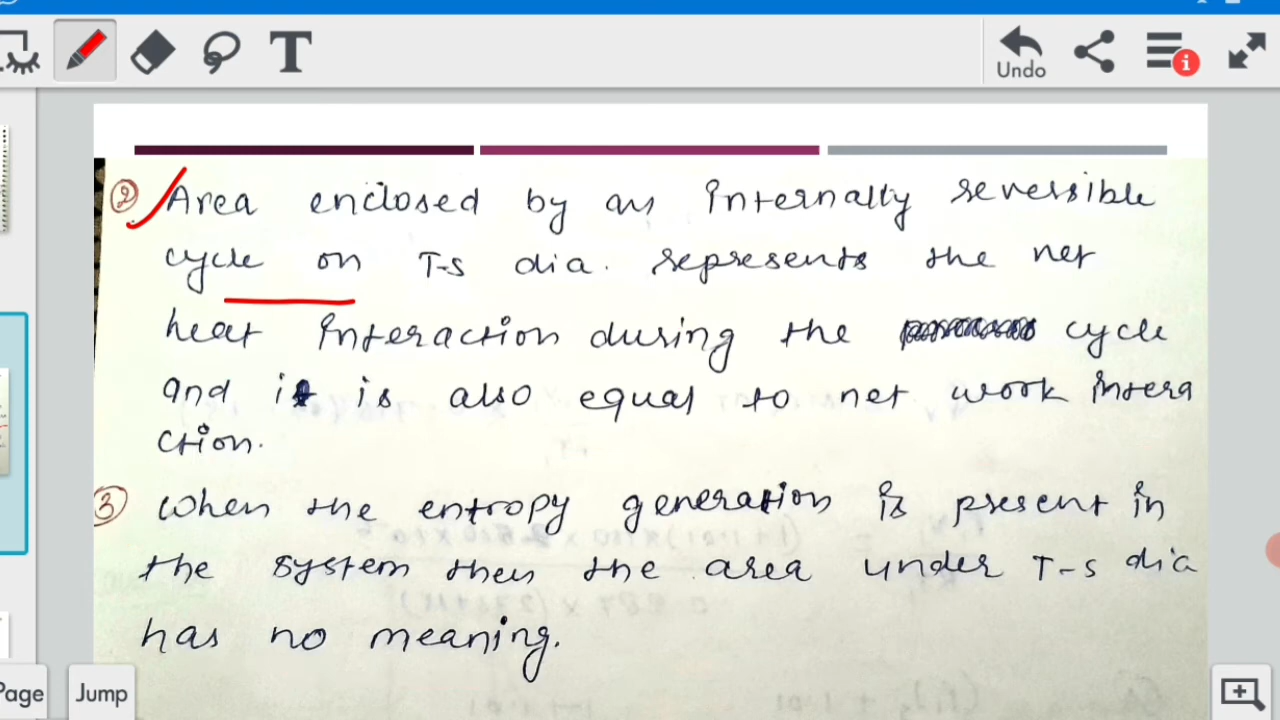 T
Undo
i
② Area enclosed by an internally reversible
cycle on T-S dia. represents the net
heat interaction during the cycle
and it is also equal to net work intera
ction.
③ When the entropy generation is present in
the system then the area under T-S dia
has no meaning.
Page
Jump